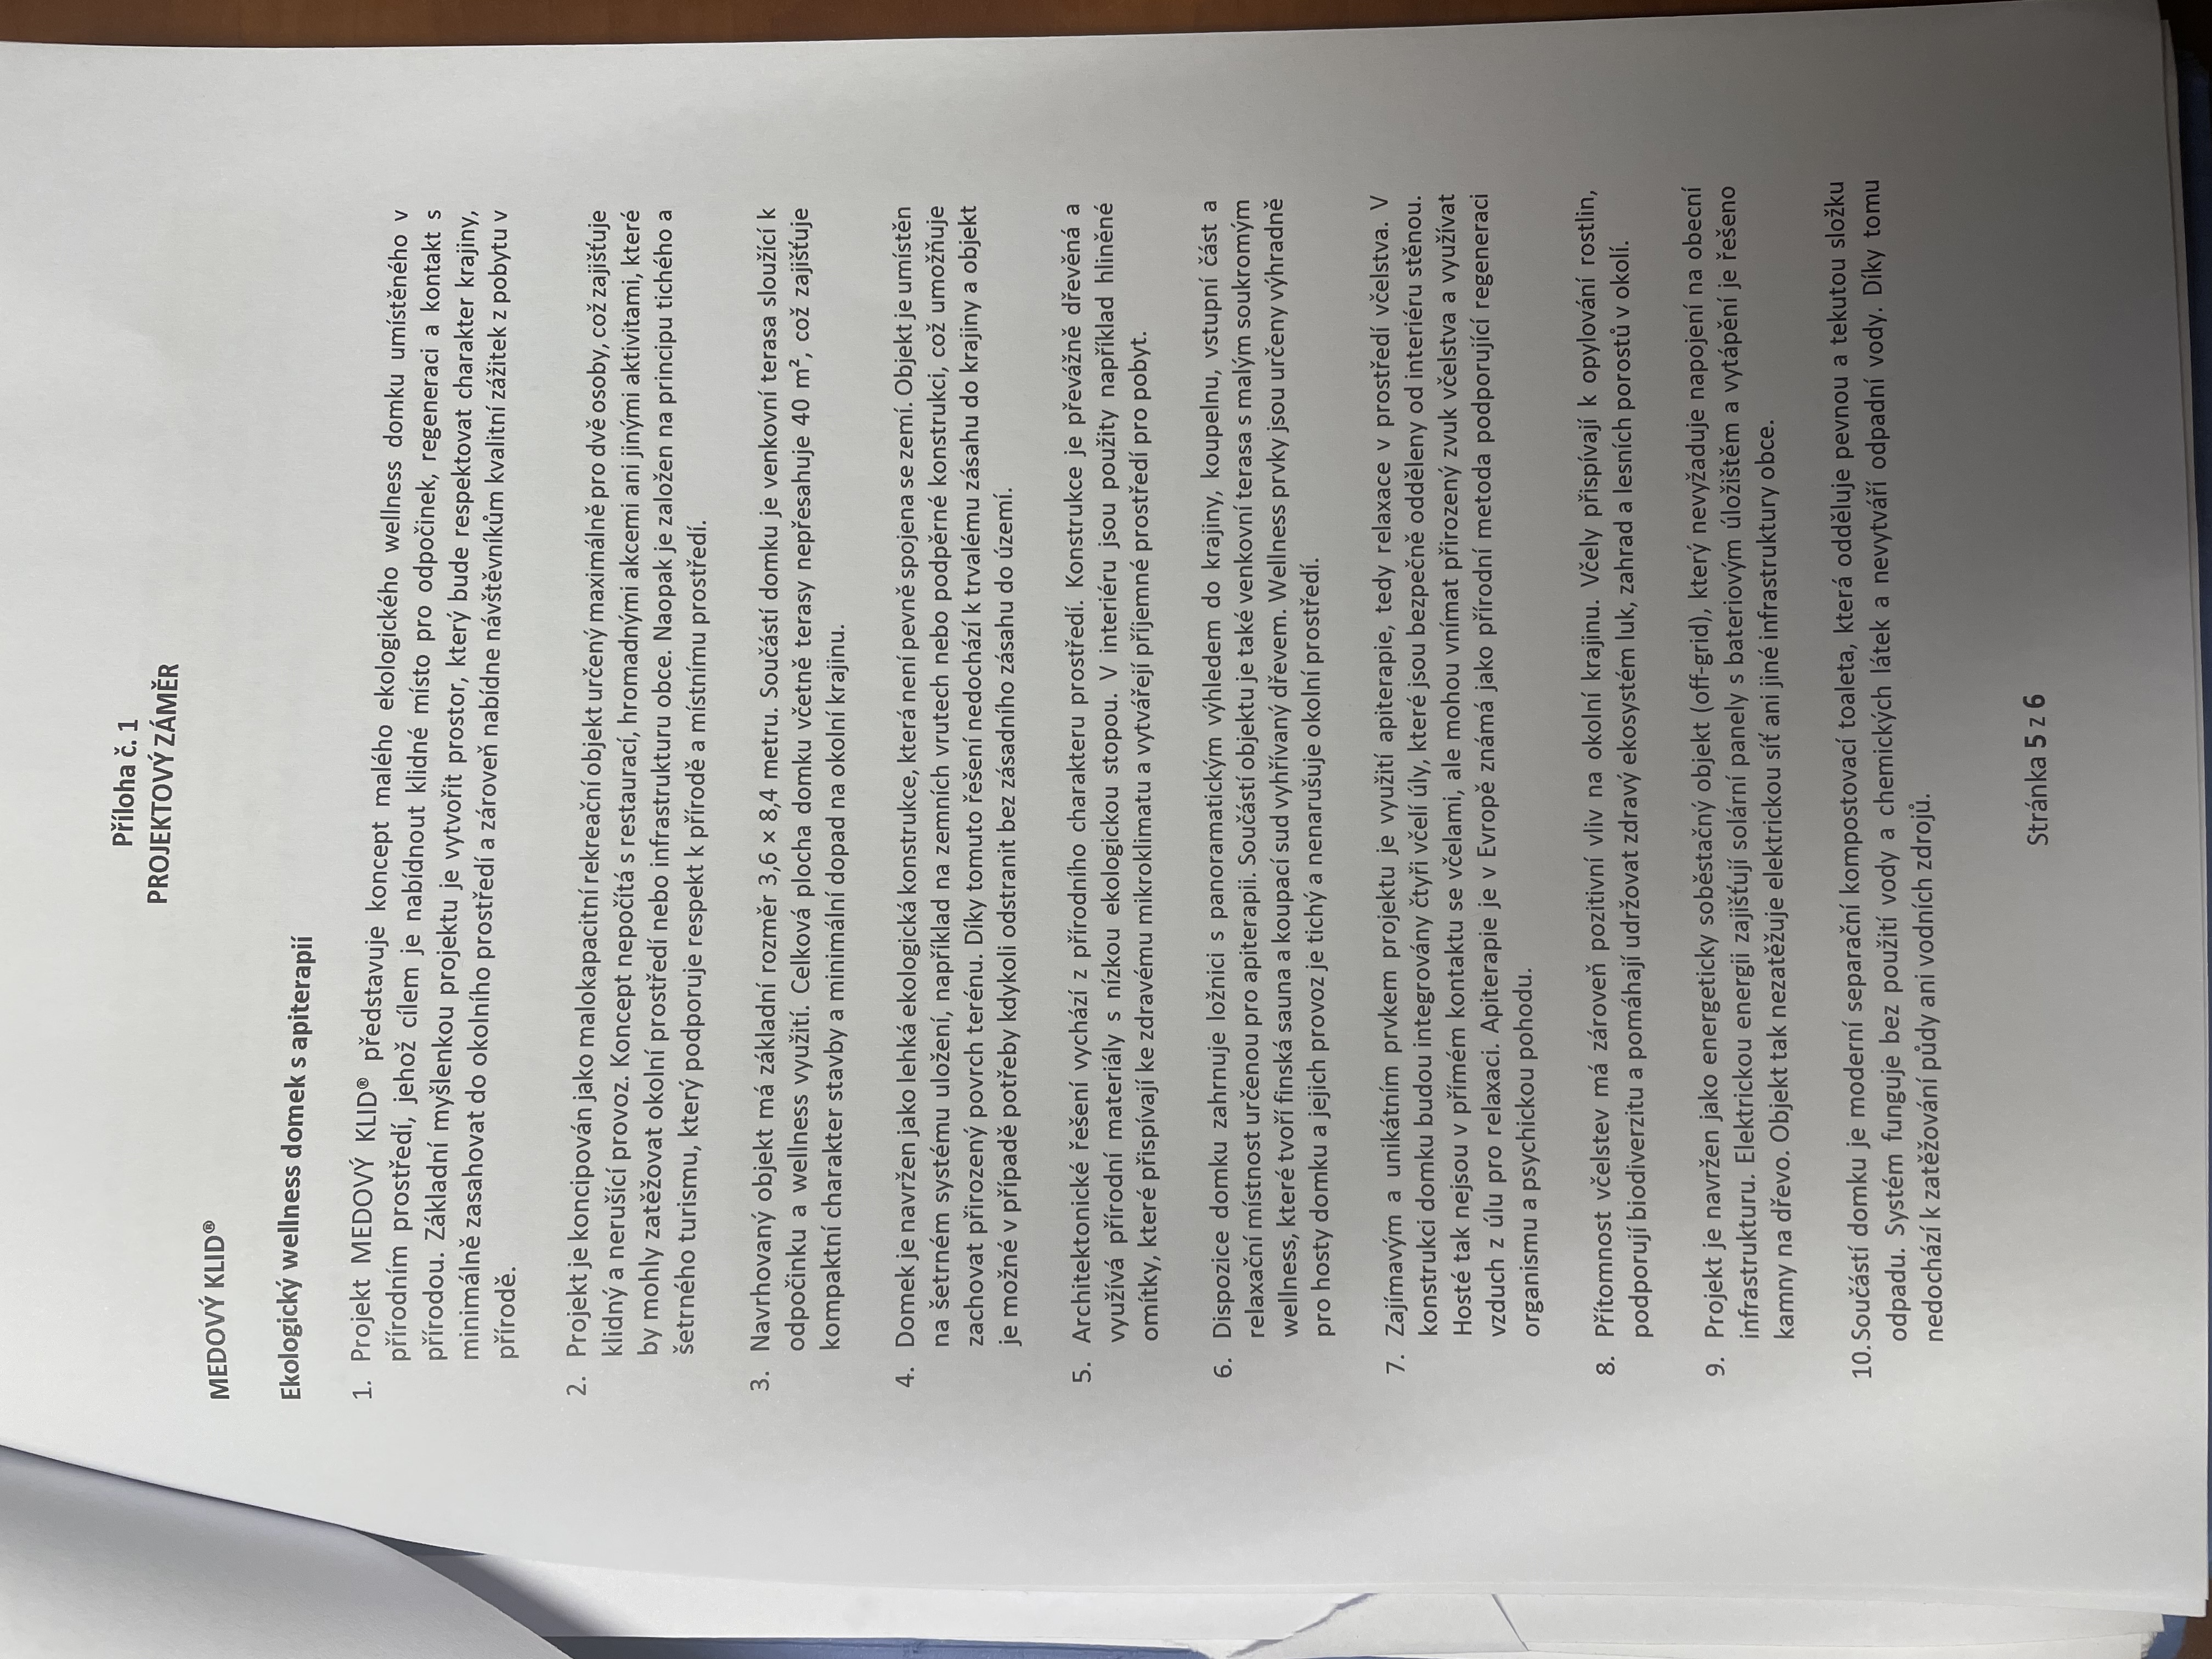 Příloha č. 1
PROJEKTOVÝ ZÁMĚR
MEDOVÝ KLID®
Ekologický wellness domek s apiterapií
1. Projekt MEDOVÝ KLID® představuje koncept malého ekologického wellness domku umístěného v
přírodním prostředí, jehož cílem je nabídnout klidné místo pro odpočinek, regeneraci a kontakt s
přírodou. Základní myšlenkou projektu je vytvořit prostor, který bude respektovat charakter krajiny,
minimálně zasahovat do okolního prostředí a zároveň nabídne návštěvníkům kvalitní zážitek z pobytu v
přírodě.
2. Projekt je koncipován jako malokapacitní rekreační objekt určený maximálně pro dvě osoby, což zajišťuje
klidný a nerušící provoz. Koncept nepočítá s restaurací, hromadnými akcemi ani jinými aktivitami, které
by mohly zatěžovat okolní prostředí nebo infrastrukturu obce. Naopak je založen na principu tichého a
šetrného turismu, který podporuje respekt k přírodě a místnímu prostředí.
3. Navrhovaný objekt má základní rozměr 3,6 × 8,4 metru. Součástí domku je venkovní terasa sloužící k
odpočinku a wellness využití. Celková plocha domku včetně terasy nepřesahuje 40 m², což zajišťuje
kompaktní charakter stavby a minimální dopad na okolní krajinu.
4. Domek je navržen jako lehká ekologická konstrukce, která není pevně spojena se zemí. Objekt je umístěn
na šetrném systému uložení, například na zemních vrutech nebo podpěrné konstrukci, což umožňuje
zachovat přirozený povrch terénu. Díky tomuto řešení nedochází k trvalému zásahu do krajiny a objekt
je možné v případě potřeby kdykoli odstranit bez zásadního zásahu do území.
5. Architektonické řešení vychází z přírodního charakteru prostředí. Konstrukce je převážně dřevěná a
využívá přírodní materiály s nízkou ekologickou stopou. V interiéru jsou použity například hliněné
omítky, které přispívají ke zdravému mikroklimatu a vytvářejí příjemné prostředí pro pobyt.
6. Dispozice domku zahrnuje ložnici s panoramatickým výhledem do krajiny, koupelnu, vstupní část a
relaxační místnost určenou pro apiterapii. Součástí objektu je také venkovní terasa s malým soukromým
wellness, které tvoří finská sauna a koupací sud vyhřívaný dřevem. Wellness prvky jsou určeny výhradně
pro hosty domku a jejich provoz je tichý a nenarušuje okolní prostředí.
7. Zajímavým a unikátním prvkem projektu je využití apiterapie, tedy relaxace v prostředí včelstva. V
konstrukci domku budou integrovány čtyři včelí úly, které jsou bezpečně odděleny od interiéru stěnou.
Hosté tak nejsou v přímém kontaktu se včelami, ale mohou vnímat přirozený zvuk včelstva a využívat
vzduch z úlu pro relaxaci. Apiterapie je v Evropě známá jako přírodní metoda podporující regeneraci
organismu a psychickou pohodu.
8. Přítomnost včelstev má zároveň pozitivní vliv na okolní krajinu. Včely přispívají k opylování rostlin,
podporují biodiverzitu a pomáhají udržovat zdravý ekosystém luk, zahrad a lesních porostů v okolí.
9. Projekt je navržen jako energeticky soběstačný objekt (off-grid), který nevyžaduje napojení na obecní
infrastrukturu. Elektrickou energii zajišťují solární panely s bateriovým úložištěm a vytápění je řešeno
kamny na dřevo. Objekt tak nezatěžuje elektrickou síť ani jiné infrastruktury obce.
10. Součástí domku je moderní separační kompostovací toaleta, která odděluje pevnou a tekutou složku
odpadu. Systém funguje bez použití vody a chemických látek a nevytváří odpadní vody. Díky tomu
nedochází k zatěžování půdy ani vodních zdrojů.
Stránka 5 z 6